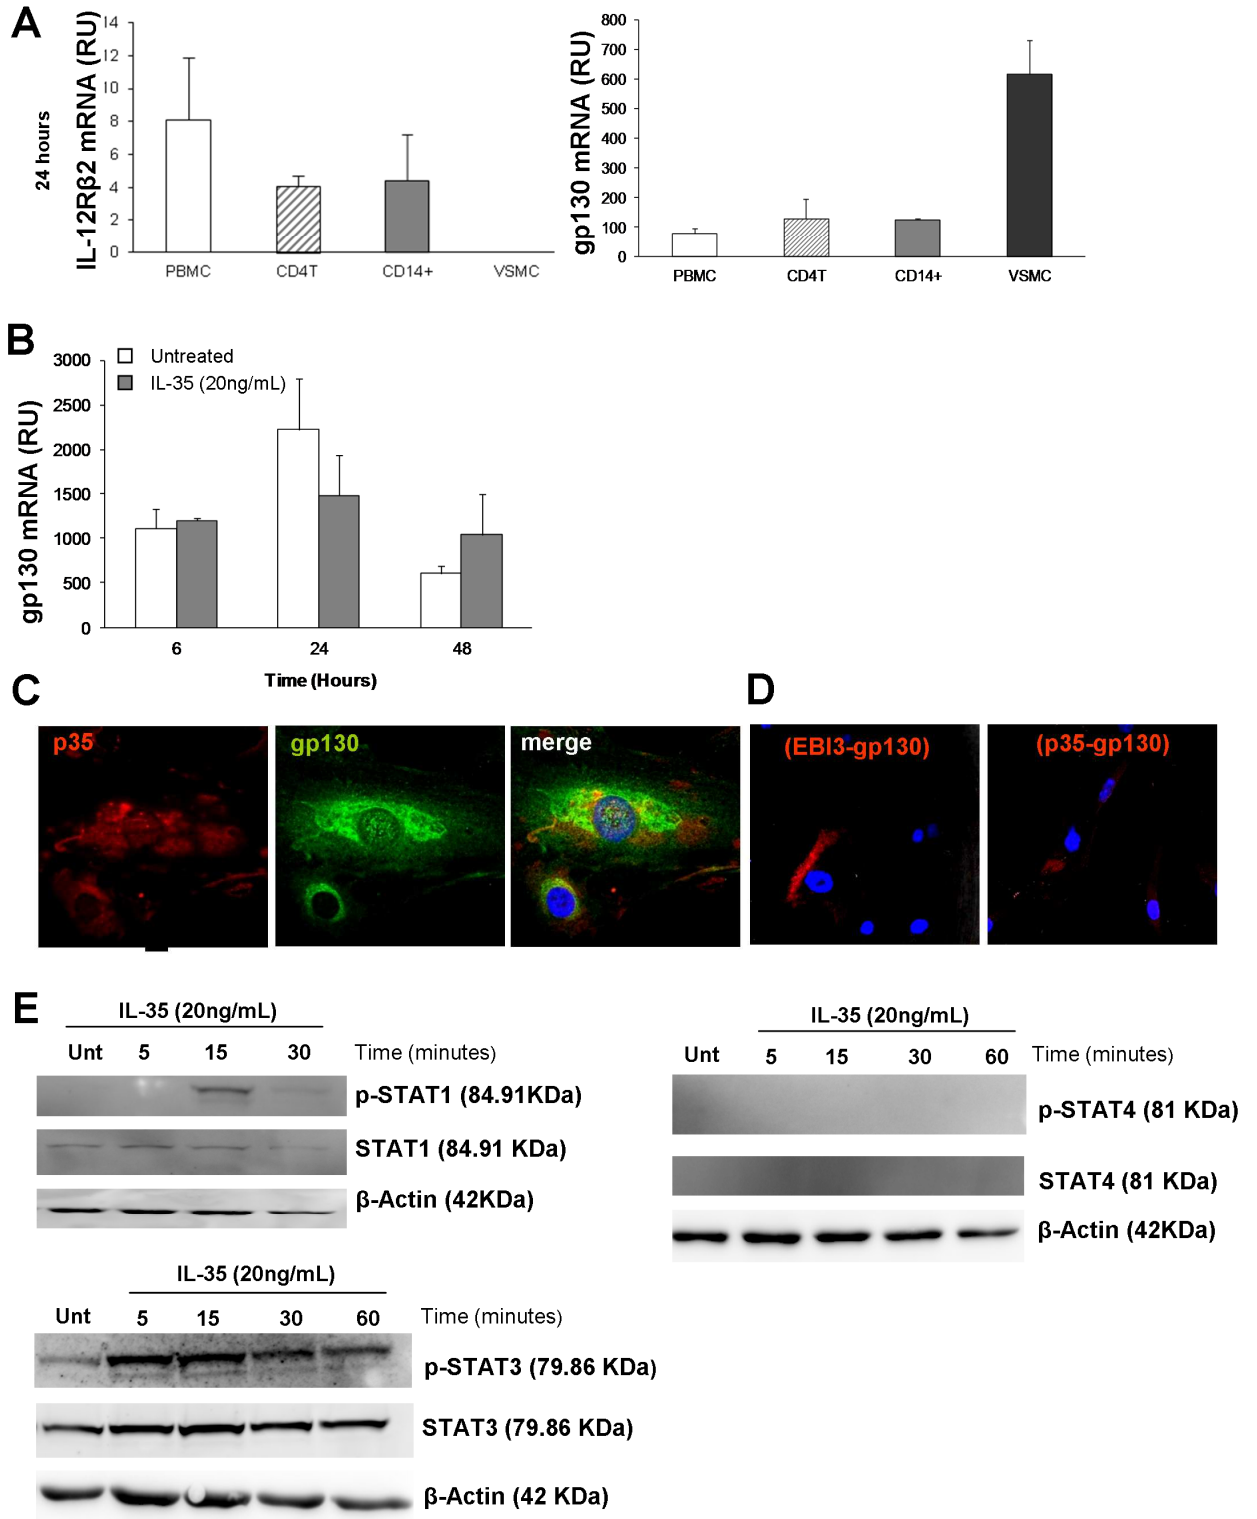 A
24 hours
IL-12Rβ2 mRNA (RU)
14
12
10
8
6
4
2
0
PBMC CD4T CD14+ VSMC
gp130 mRNA (RU)
800
700
600
500
400
300
200
100
0
PBMC CD4T CD14+ VSMC
B
gp130 mRNA (RU)
3000
2500
2000
1500
1000
500
0
Untreated
IL-35 (20ng/mL)
6 24 48
Time (Hours)
C
p35
gp130
merge
D
(EBI3-gp130)
(p35-gp130)
E
IL-35 (20ng/mL)
Unt 5 15 30 Time (minutes)
p-STAT1 (84.91KDa)
STAT1 (84.91 KDa)
β-Actin (42KDa)
IL-35 (20ng/mL)
Unt 5 15 30 60 Time (minutes)
p-STAT4 (81 KDa)
STAT4 (81 KDa)
β-Actin (42KDa)
IL-35 (20ng/mL)
Unt 5 15 30 60 Time (minutes)
p-STAT3 (79.86 KDa)
STAT3 (79.86 KDa)
β-Actin (42 KDa)